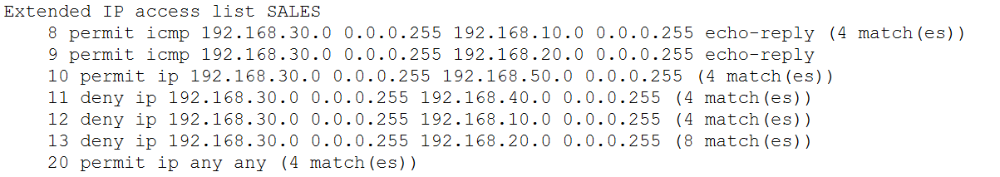 Extended IP access list SALES
8 permit icmp 192.168.30.0 0.0.0.255 192.168.10.0 0.0.0.255 echo-reply (4 match(es))
9 permit icmp 192.168.30.0 0.0.0.255 192.168.20.0 0.0.0.255 echo-reply
10 permit ip 192.168.30.0 0.0.0.255 192.168.50.0 0.0.0.255 (4 match(es))
11 deny ip 192.168.30.0 0.0.0.255 192.168.40.0 0.0.0.255 (4 match(es))
12 deny ip 192.168.30.0 0.0.0.255 192.168.10.0 0.0.0.255 (4 match(es))
13 deny ip 192.168.30.0 0.0.0.255 192.168.20.0 0.0.0.255 (8 match(es))
20 permit ip any any (4 match(es))